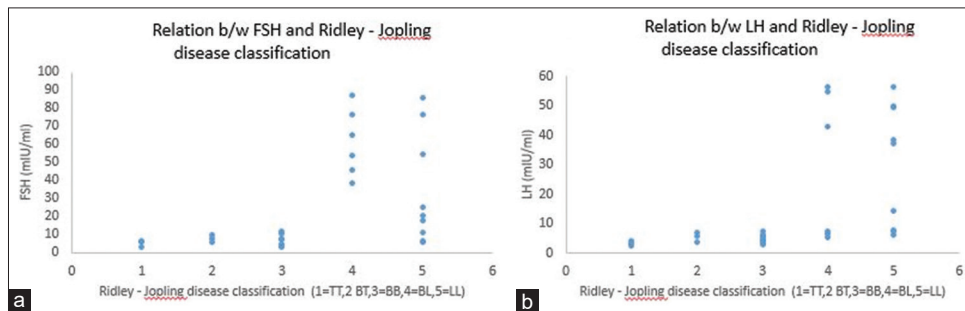 Relation b/w FSH and Ridley - Jopling
disease classification
100
90
80
70
60
50
40
30
20
10
0
FSH (mIU/ml)
0 1 2 3 4 5 6
Ridley - Jopling disease classification (1=TT,2 BT,3=BB,4=BL,5=LL)
a
Relation b/w LH and Ridley - Jopling
disease classification
60
50
40
30
20
10
0
LH (mIU/ml)
0 1 2 3 4 5 6
Ridley - Jopling disease classification (1=TT,2 BT,3=BB,4=BL,5=LL)
b